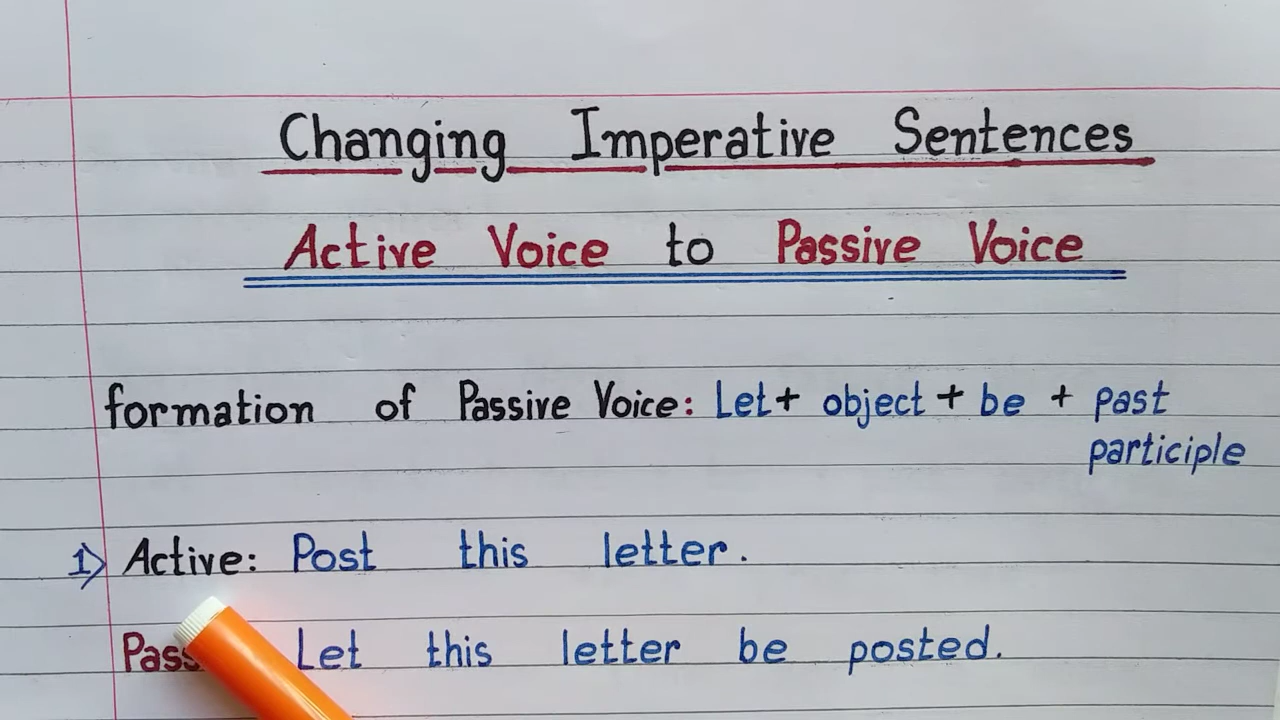 Changing Imperative Sentences
Active Voice to Passive Voice
formation of Passive Voice: Let + object + be + past
participle
1) Active: Post this letter.
Let this letter be posted.